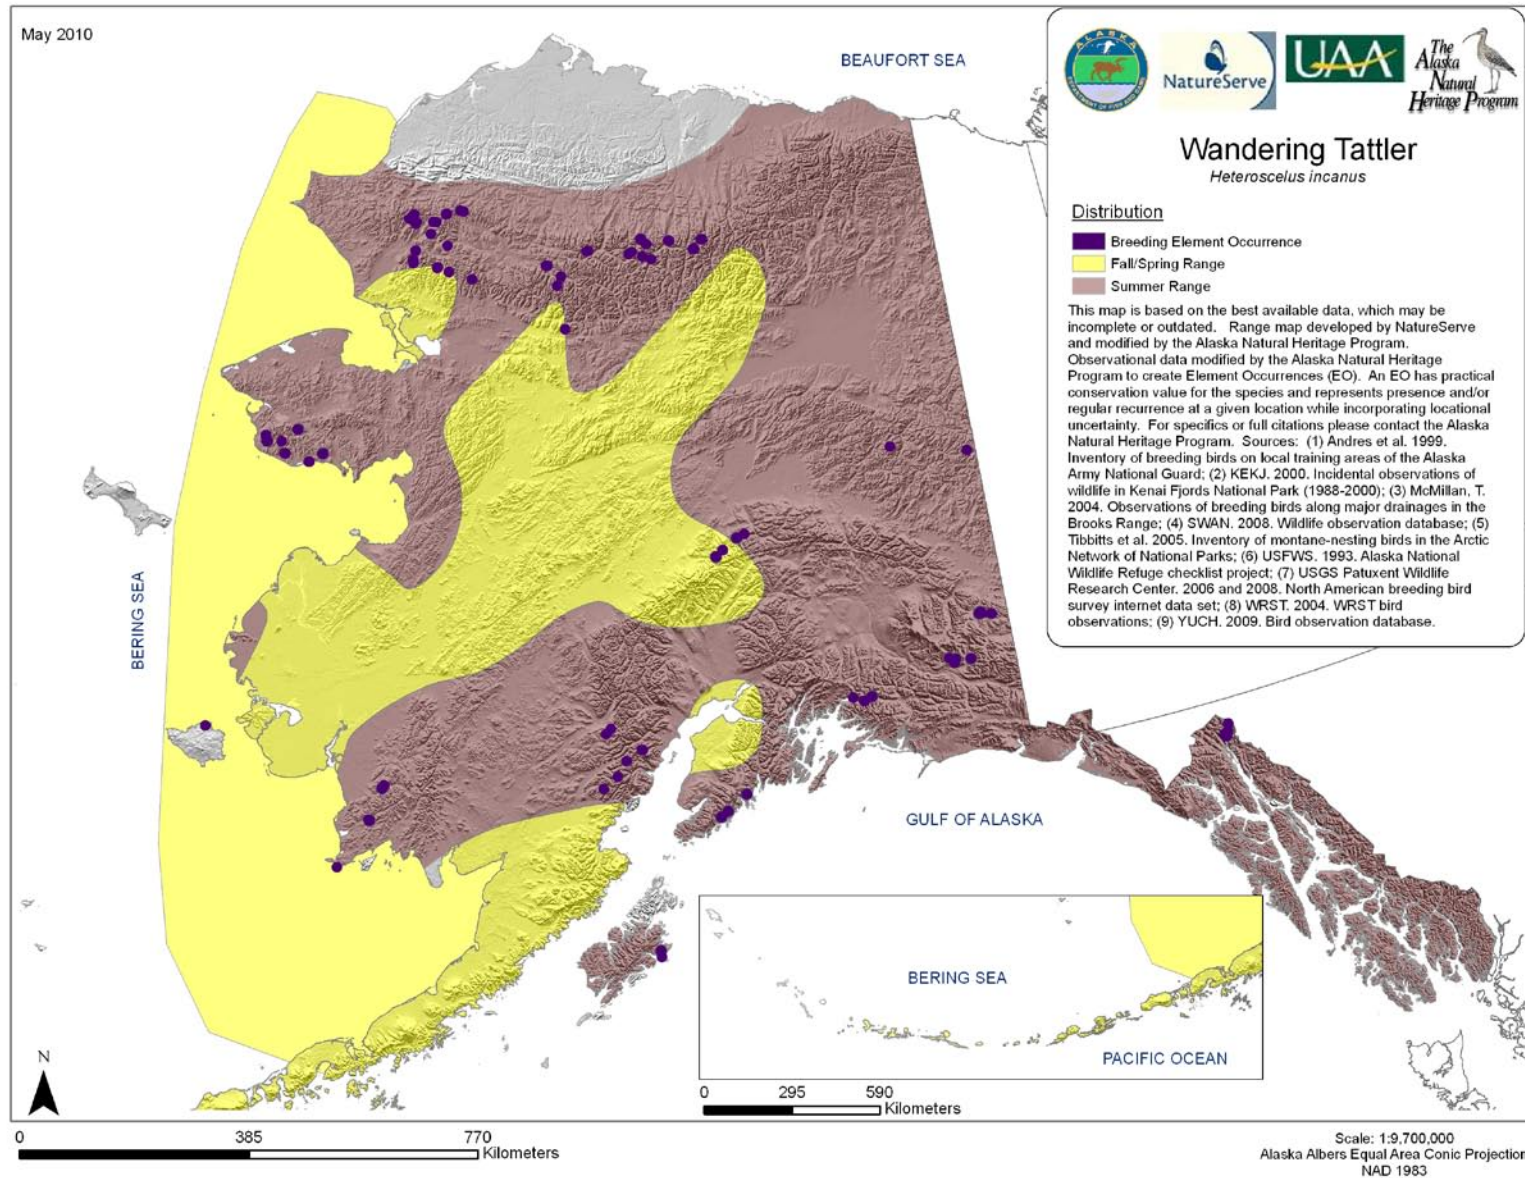 May 2010
BEAUFORT SEA
ALASKA
DEPARTMENT OF FISH AND GAME
NatureServe
UAA
The
Alaska
Natural
Heritage Program
Wandering Tattler
Heteroscelus incanus
Distribution
Breeding Element Occurrence
Fall/Spring Range
Summer Range
This map is based on the best available data, which may be
incomplete or outdated. Range map developed by NatureServe
and modified by the Alaska Natural Heritage Program.
Observational data modified by the Alaska Natural Heritage
Program to create Element Occurrences (EO). An EO has practical
conservation value for the species and represents presence and/or
regular recurrence at a given location while incorporating locational
uncertainty. For specifics or full citations please contact the Alaska
Natural Heritage Program. Sources: (1) Andres et al. 1999.
Inventory of breeding birds on local training areas of the Alaska
Army National Guard; (2) KEKJ. 2000. Incidental observations of
wildlife in Kenai Fjords National Park (1988-2000); (3) McMillan, T.
2004. Observations of breeding birds along major drainages in the
Brooks Range; (4) SWAN. 2008. Wildlife observation database; (5)
Tibbitts et al. 2005. Inventory of montane-nesting birds in the Arctic
Network of National Parks; (6) USFWS. 1993. Alaska National
Wildlife Refuge checklist project; (7) USGS Patuxent Wildlife
Research Center. 2006 and 2008. North American breeding bird
survey internet data set; (8) WRST. 2004. WRST bird
observations; (9) YUCH. 2009. Bird observation database.
BERING SEA
GULF OF ALASKA
BERING SEA
PACIFIC OCEAN
N
0 295 590
Kilometers
0 385 770
Kilometers
Scale: 1:9,700,000
Alaska Albers Equal Area Conic Projection
NAD 1983